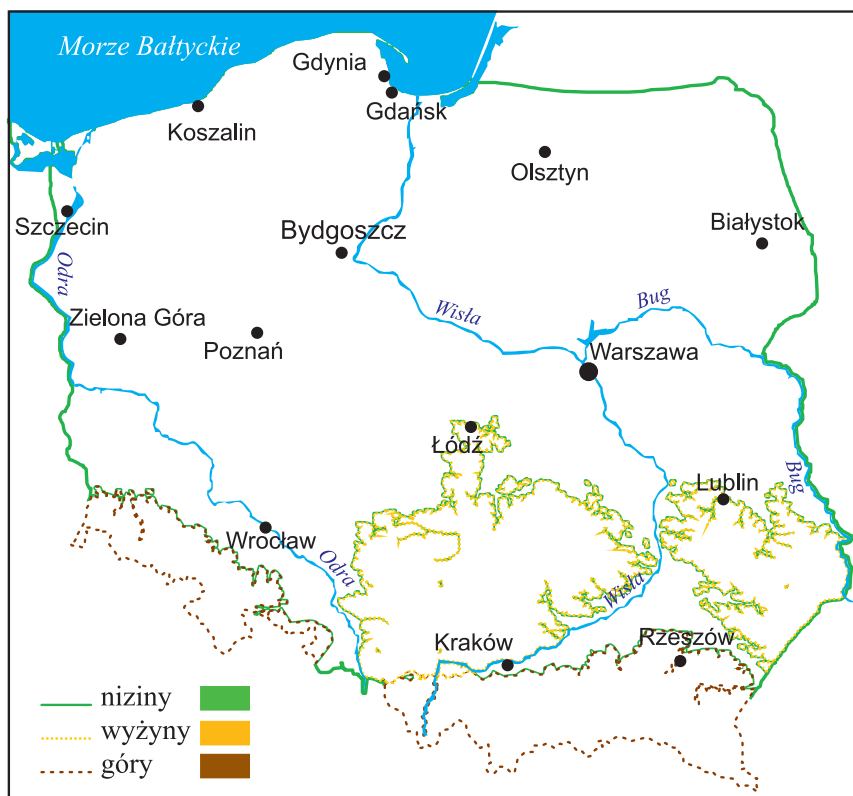 Morze Bałtyckie
Gdynia
Gdańsk
Koszalin
Olsztyn
Szczecin
Białystok
Bydgoszcz
Odra
Wisła
Bug
Zielona Góra
Poznań
Warszawa
Łódź
Bug
Lublin
Wrocław
Odra
Wisła
Kraków
Rzeszów
niziny
wyżyny
góry